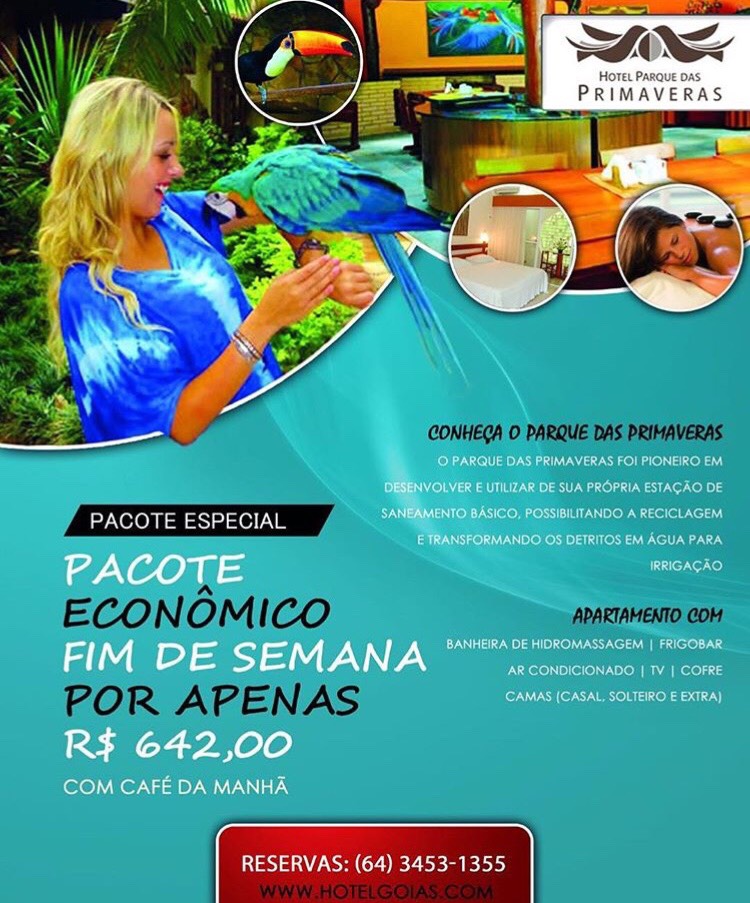 HOTEL PARQUE DAS
PRIMAVERAS
CONHEÇA O PARQUE DAS PRIMAVERAS
O PARQUE DAS PRIMAVERAS FOI PIONEIRO EM
DESENVOLVER E UTILIZAR DE SUA PRÓPRIA ESTAÇÃO DE
SANEAMENTO BÁSICO, POSSIBILITANDO A RECICLAGEM
E TRANSFORMANDO OS DETRITOS EM ÁGUA PARA
IRRIGAÇÃO
PACOTE ESPECIAL
PACOTE
ECONÔMICO
FIM DE SEMANA
POR APENAS
R$ 642,00
COM CAFÉ DA MANHÃ
APARTAMENTO COM
BANHEIRA DE HIDROMASSAGEM | FRIGOBAR
AR CONDICIONADO | TV | COFRE
CAMAS (CASAL, SOLTEIRO E EXTRA)
RESERVAS: (64) 3453-1355
WWW.HOTELGOIAS.COM